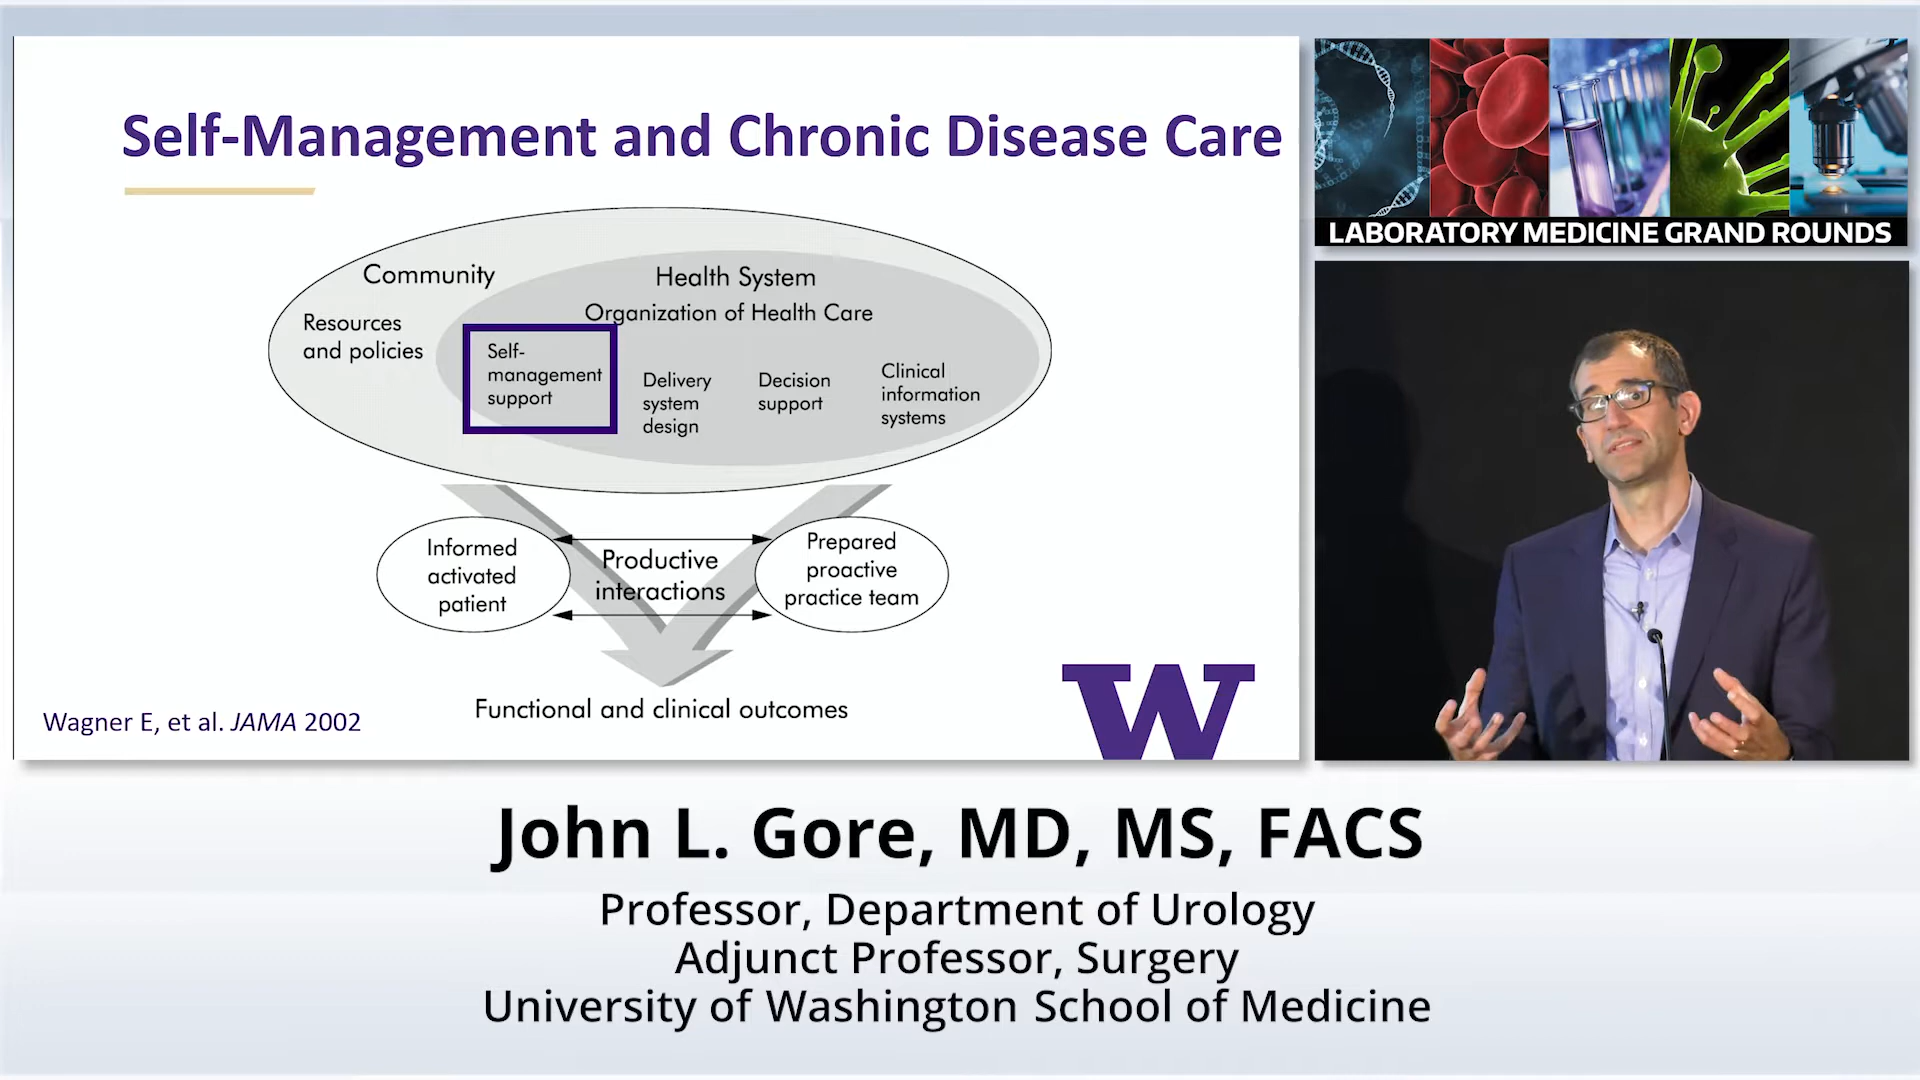 Self-Management and Chronic Disease Care
Community
Health System
Organization of Health Care
Resources
and policies
Self-
management
support
Delivery
system
design
Decision
support
Clinical
information
systems
Informed
activated
patient
Productive
interactions
Prepared
proactive
practice team
Functional and clinical outcomes
Wagner E, et al. JAMA 2002
W
LABORATORY MEDICINE GRAND ROUNDS
John L. Gore, MD, MS, FACS
Professor, Department of Urology
Adjunct Professor, Surgery
University of Washington School of Medicine